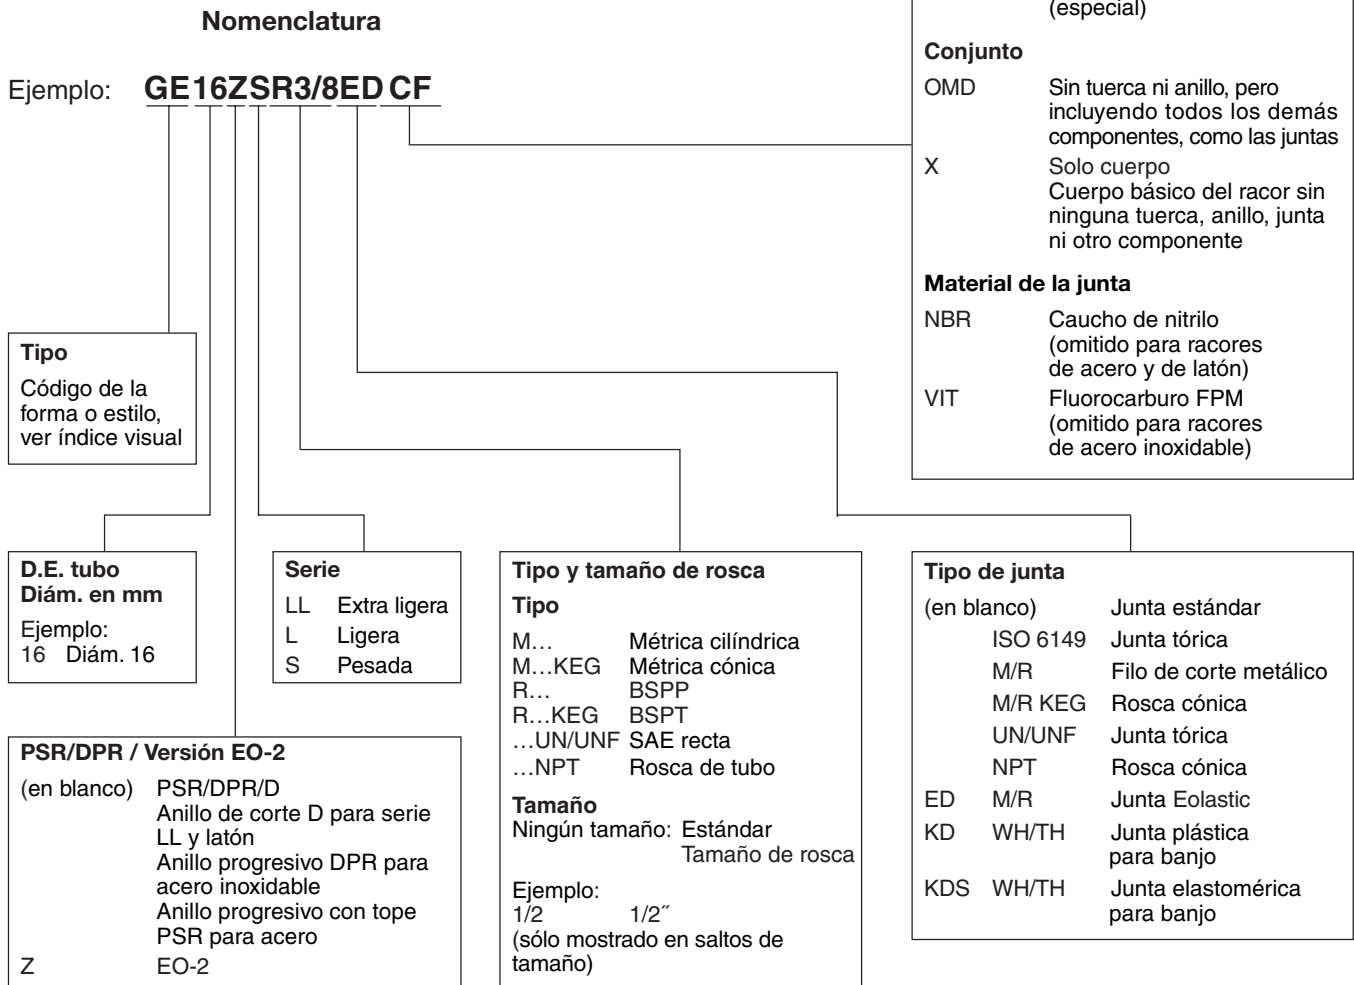 Nomenclatura
Ejemplo: GE16ZSR3/8ED CF
(especial)
Conjunto
OMD Sin tuerca ni anillo, pero
incluyendo todos los demás
componentes, como las juntas
X Solo cuerpo
Cuerpo básico del racor sin
ninguna tuerca, anillo, junta
ni otro componente
Material de la junta
NBR Caucho de nitrilo
(omitido para racores
de acero y de latón)
VIT Fluorocarburo FPM
(omitido para racores
de acero inoxidable)
Tipo
Código de la
forma o estilo,
ver índice visual
D.E. tubo
Diám. en mm
Ejemplo:
16 Diám. 16
Serie
LL Extra ligera
L Ligera
S Pesada
PSR/DPR / Versión EO-2
(en blanco) PSR/DPR/D
Anillo de corte D para serie
LL y latón
Anillo progresivo DPR para
acero inoxidable
Anillo progresivo con tope
PSR para acero
Z EO-2
Tipo y tamaño de rosca
Tipo
M… Métrica cilíndrica
M…KEG Métrica cónica
R… BSPP
R…KEG BSPT
…UN/UNF SAE recta
…NPT Rosca de tubo
Tamaño
Ningún tamaño: Estándar
Tamaño de rosca
Ejemplo:
1/2 1/2˝
(sólo mostrado en saltos de
tamaño)
Tipo de junta
(en blanco) Junta estándar
ISO 6149 Junta tórica
M/R Filo de corte metálico
M/R KEG Rosca cónica
UN/UNF Junta tórica
NPT Rosca cónica
ED M/R Junta Eolastic
KD WH/TH Junta plástica
para banjo
KDS WH/TH Junta elastomérica
para banjo